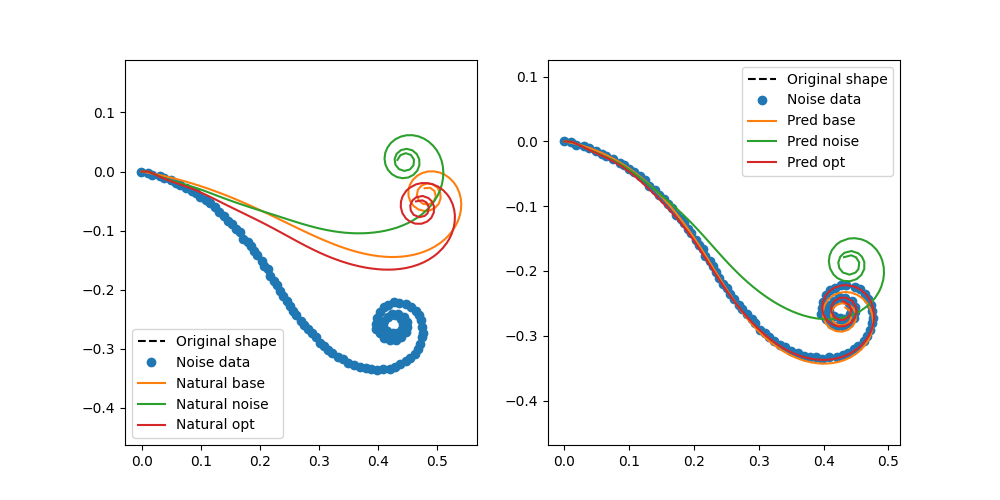 0.1
0.0
−0.1
−0.2
−0.3
−0.4
0.0 0.1 0.2 0.3 0.4 0.5
Original shape
Noise data
Natural base
Natural noise
Natural opt
0.1
0.0
−0.1
−0.2
−0.3
−0.4
0.0 0.1 0.2 0.3 0.4 0.5
Original shape
Noise data
Pred base
Pred noise
Pred opt